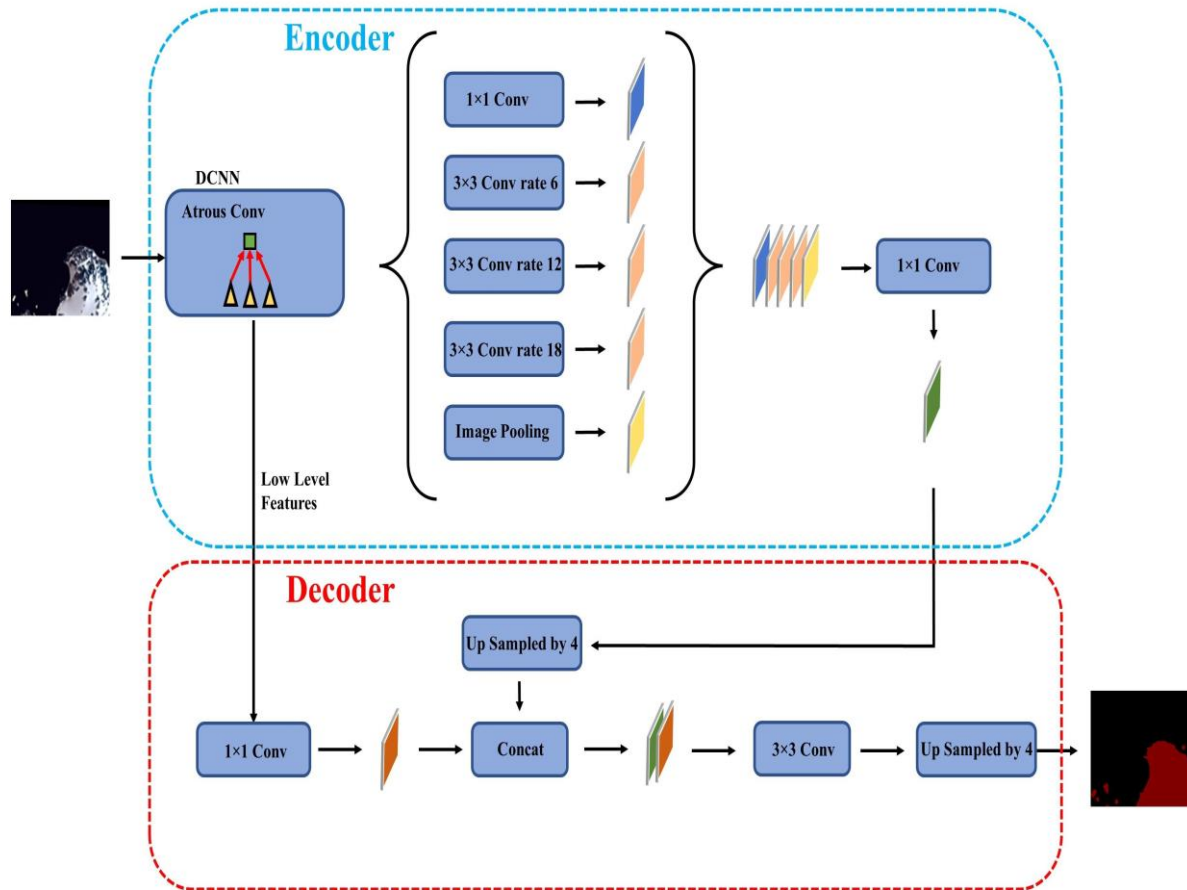 Encoder
1×1 Conv
DCNN
Atrous Conv
3×3 Conv rate 6
3×3 Conv rate 12
1×1 Conv
3×3 Conv rate 18
Image Pooling
Low Level
Features
Decoder
Up Sampled by 4
1×1 Conv
Concat
3×3 Conv
Up Sampled by 4